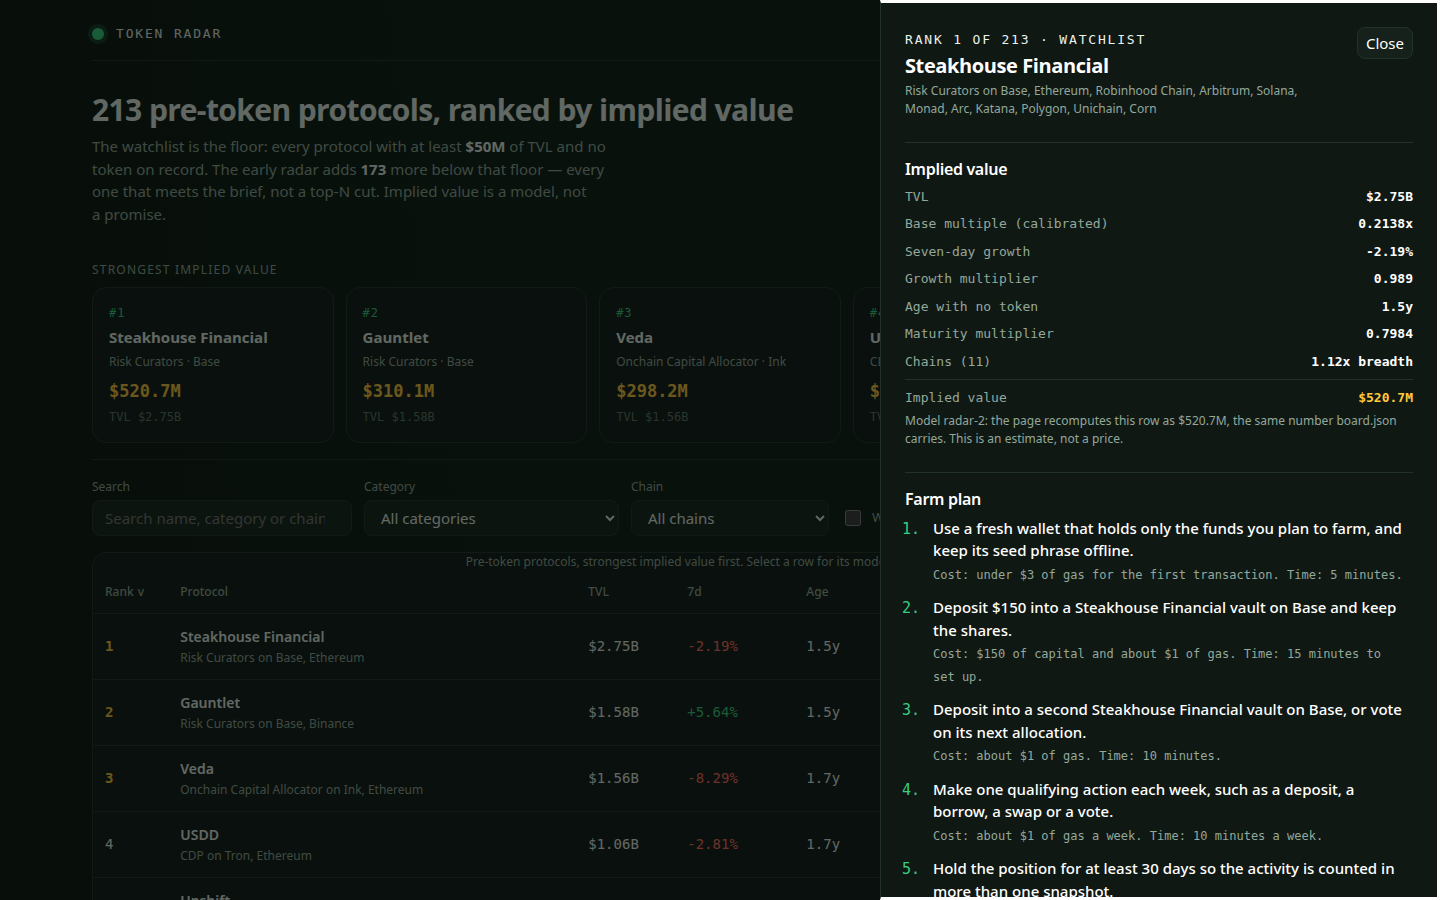 TOKEN RADAR
213 pre-token protocols, ranked by implied value
The watchlist is the floor: every protocol with at least $50M of TVL and no
token on record. The early radar adds 173 more below that floor — every
one that meets the brief, not a top-N cut. Implied value is a model, not
a promise.
STRONGEST IMPLIED VALUE
#1
Steakhouse Financial
Risk Curators · Base
$520.7M
TVL $2.75B
#2
Gauntlet
Risk Curators · Base
$310.1M
TVL $1.58B
#3
Veda
Onchain Capital Allocator · Ink
$298.2M
TVL $1.56B
Search
Category
Chain
Search name, category or chain
All categories
All chains
Pre-token protocols, strongest implied value first. Select a row for its
Rank v Protocol TVL 7d Age
1 Steakhouse Financial $2.75B -2.19% 1.5y
Risk Curators on Base, Ethereum
2 Gauntlet $1.58B +5.64% 1.5y
Risk Curators on Base, Binance
3 Veda $1.56B -8.29% 1.7y
Onchain Capital Allocator on Ink, Ethereum
4 USDD $1.06B -2.81% 1.7y
CDP on Tron, Ethereum
Upshift
RANK 1 OF 213 · WATCHLIST
Close
Steakhouse Financial
Risk Curators on Base, Ethereum, Robinhood Chain, Arbitrum, Solana,
Monad, Arc, Katana, Polygon, Unichain, Corn
Implied value
TVL $2.75B
Base multiple (calibrated) 0.2138x
Seven-day growth -2.19%
Growth multiplier 0.989
Age with no token 1.5y
Maturity multiplier 0.7984
Chains (11) 1.12x breadth
Implied value $520.7M
Model radar-2: the page recomputes this row as $520.7M, the same number board.json
carries. This is an estimate, not a price.
Farm plan
1. Use a fresh wallet that holds only the funds you plan to farm, and
keep its seed phrase offline.
Cost: under $3 of gas for the first transaction. Time: 5 minutes.
2. Deposit $150 into a Steakhouse Financial vault on Base and keep
the shares.
Cost: $150 of capital and about $1 of gas. Time: 15 minutes to
set up.
3. Deposit into a second Steakhouse Financial vault on Base, or vote
on its next allocation.
Cost: about $1 of gas. Time: 10 minutes.
4. Make one qualifying action each week, such as a deposit, a
borrow, a swap or a vote.
Cost: about $1 of gas a week. Time: 10 minutes a week.
5. Hold the position for at least 30 days so the activity is counted in
more than one snapshot.